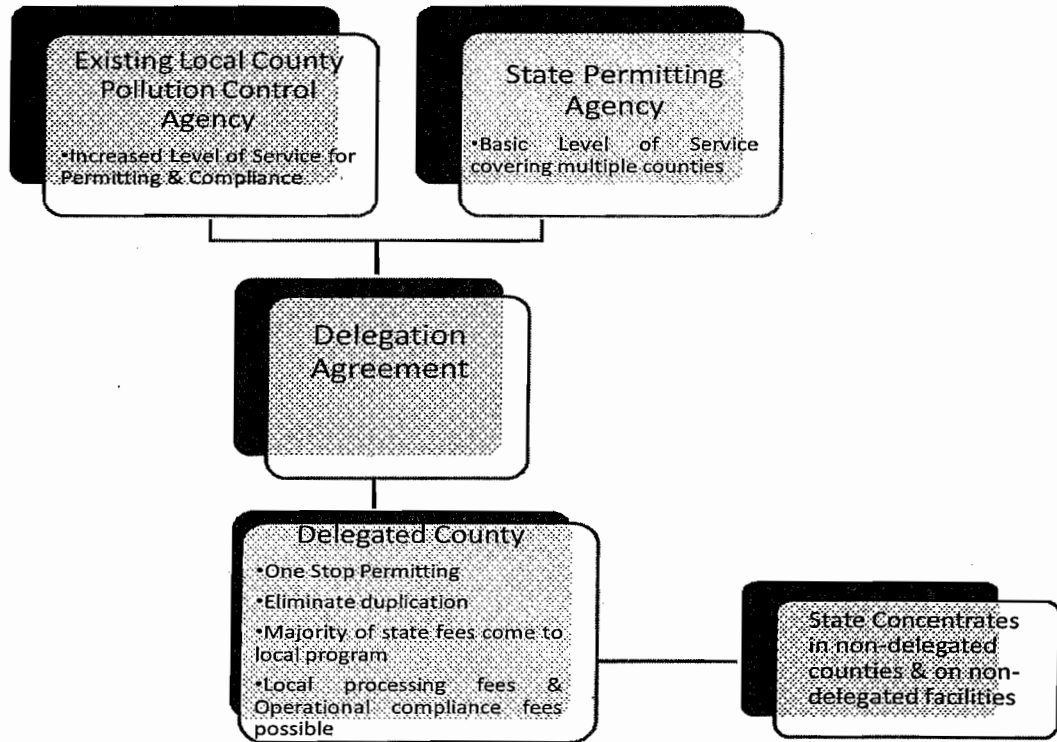 Existing Local County
Pollution Control
Agency
•Increased Level of Service for
Permitting & Compliance
State Permitting
Agency
•Basic Level of Service
covering multiple counties
Delegation
Agreement
Delegated County
•One Stop Permitting
•Eliminate duplication
•Majority of state fees come to
local program
•Local processing fees &
Operational compliance fees
possible
State Concentrates
in non-delegated
counties & on non-
delegated facilities